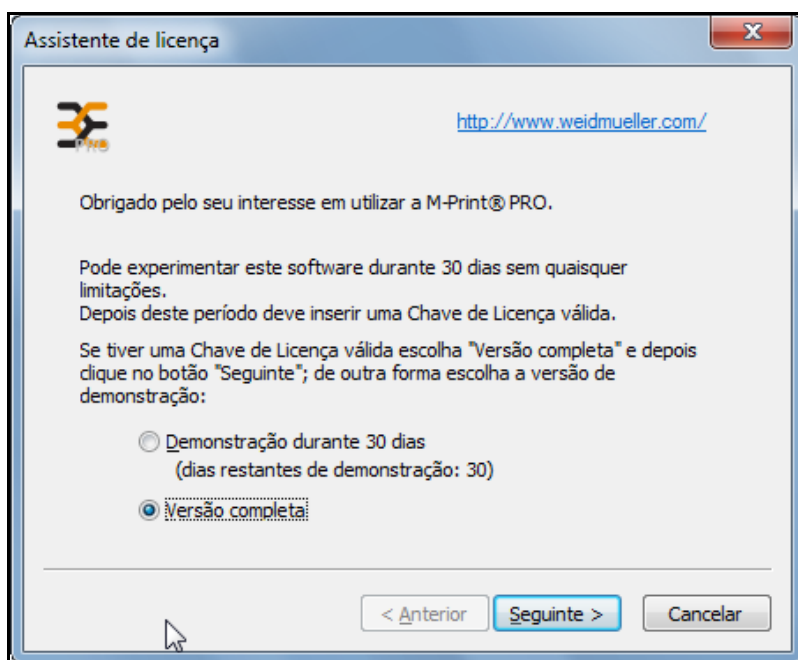 Assistente de licença
PRO
http://www.weidmueller.com/
Obrigado pelo seu interesse em utilizar a M-Print® PRO.
Pode experimentar este software durante 30 dias sem quaisquer
limitações.
Depois deste período deve inserir uma Chave de Licença válida.
Se tiver uma Chave de Licença válida escolha "Versão completa" e depois
clique no botão "Seguinte"; de outra forma escolha a versão de
demonstração:
Demonstração durante 30 dias
(dias restantes de demonstração: 30)
Versão completa
< Anterior
Seguinte >
Cancelar